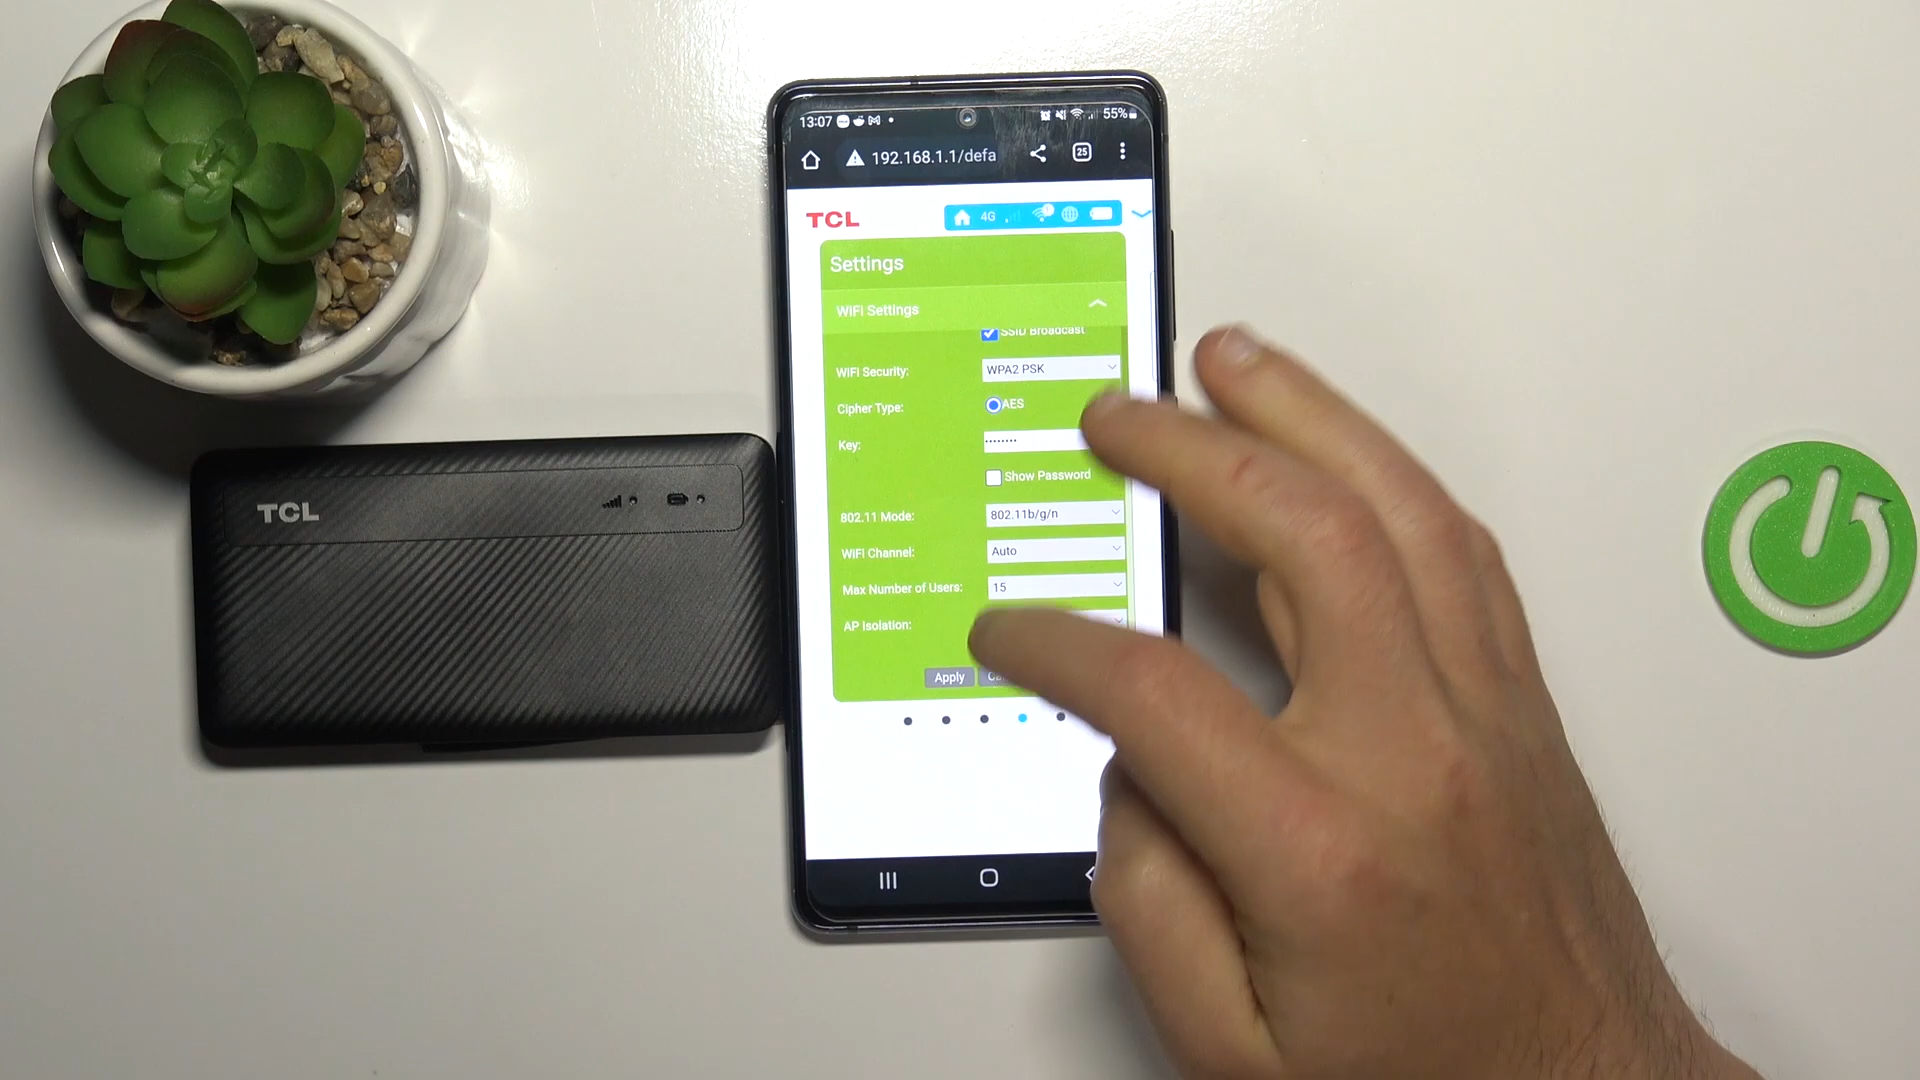 13:07
55%
192.168.1.1/defa
25
TCL
4G
Settings
WiFi Settings
SSID Broadcast
WiFi Security: WPA2 PSK
Cipher Type: AES
Key: ••••••••
Show Password
802.11 Mode: 802.11b/g/n
WiFi Channel: Auto
Max Number of Users: 15
AP Isolation:
Apply
TCL